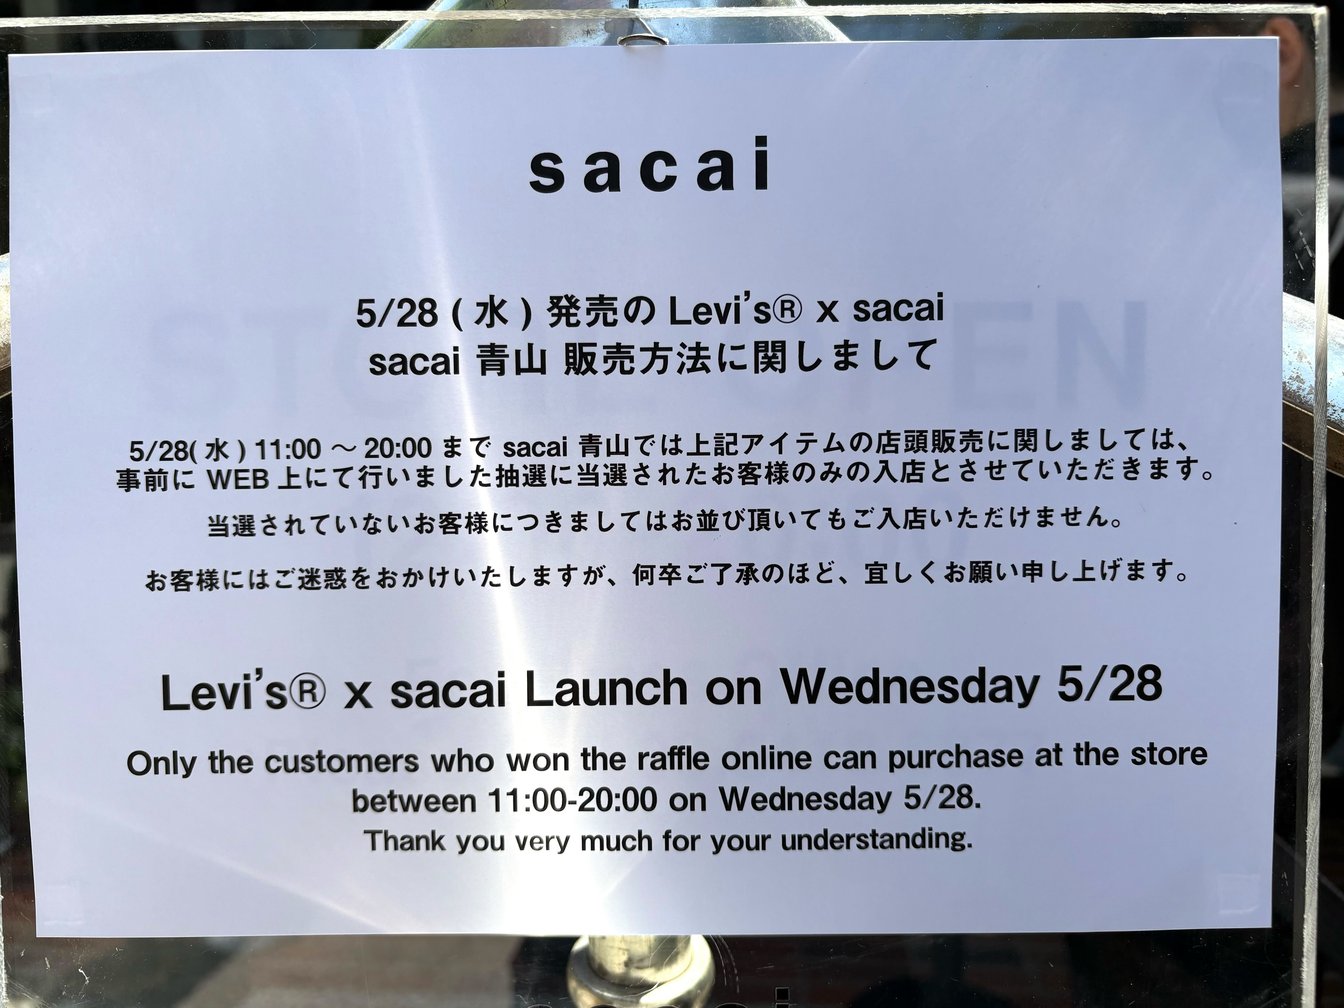 sacai
5/28 ( 水 ) 発売の Levi's® x sacai
sacai 青山 販売方法に関しまして
5/28( 水 ) 11:00 ～ 20:00 まで sacai 青山では上記アイテムの店頭販売に関しましては、
事前に WEB 上にて行いました抽選に当選されたお客様のみの入店とさせていただきます。
当選されていないお客様につきましてはお並び頂いてもご入店いただけません。
お客様にはご迷惑をおかけいたしますが、何卒ご了承のほど、宜しくお願い申し上げます。
Levi's® x sacai Launch on Wednesday 5/28
Only the customers who won the raffle online can purchase at the store
between 11:00-20:00 on Wednesday 5/28.
Thank you very much for your understanding.